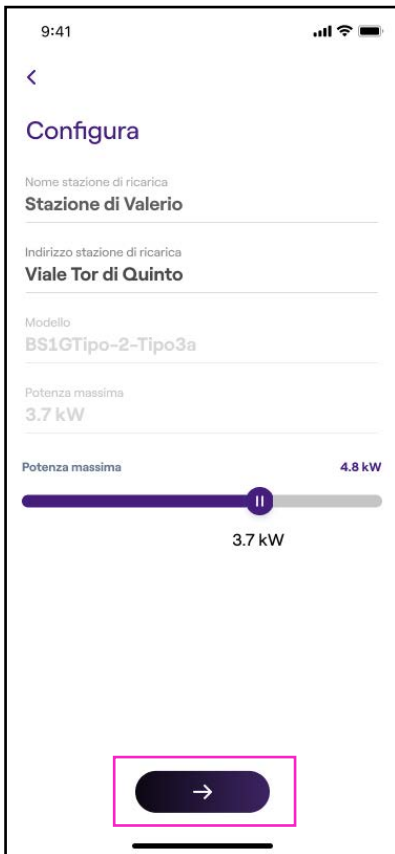 9:41
Configura
Nome stazione di ricarica
Stazione di Valerio
Indirizzo stazione di ricarica
Viale Tor di Quinto
Modello
BS1GTipo-2-Tipo3a
Potenza massima
3.7 kW
Potenza massima 4.8 kW
3.7 kW